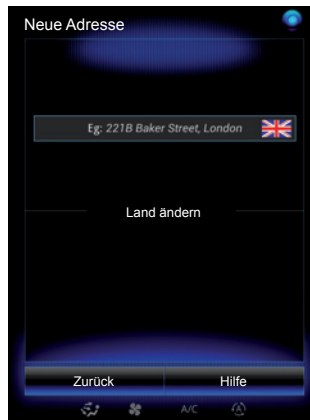 Neue Adresse
Eg: 221B Baker Street, London
Land ändern
Zurück
Hilfe
A/C
A